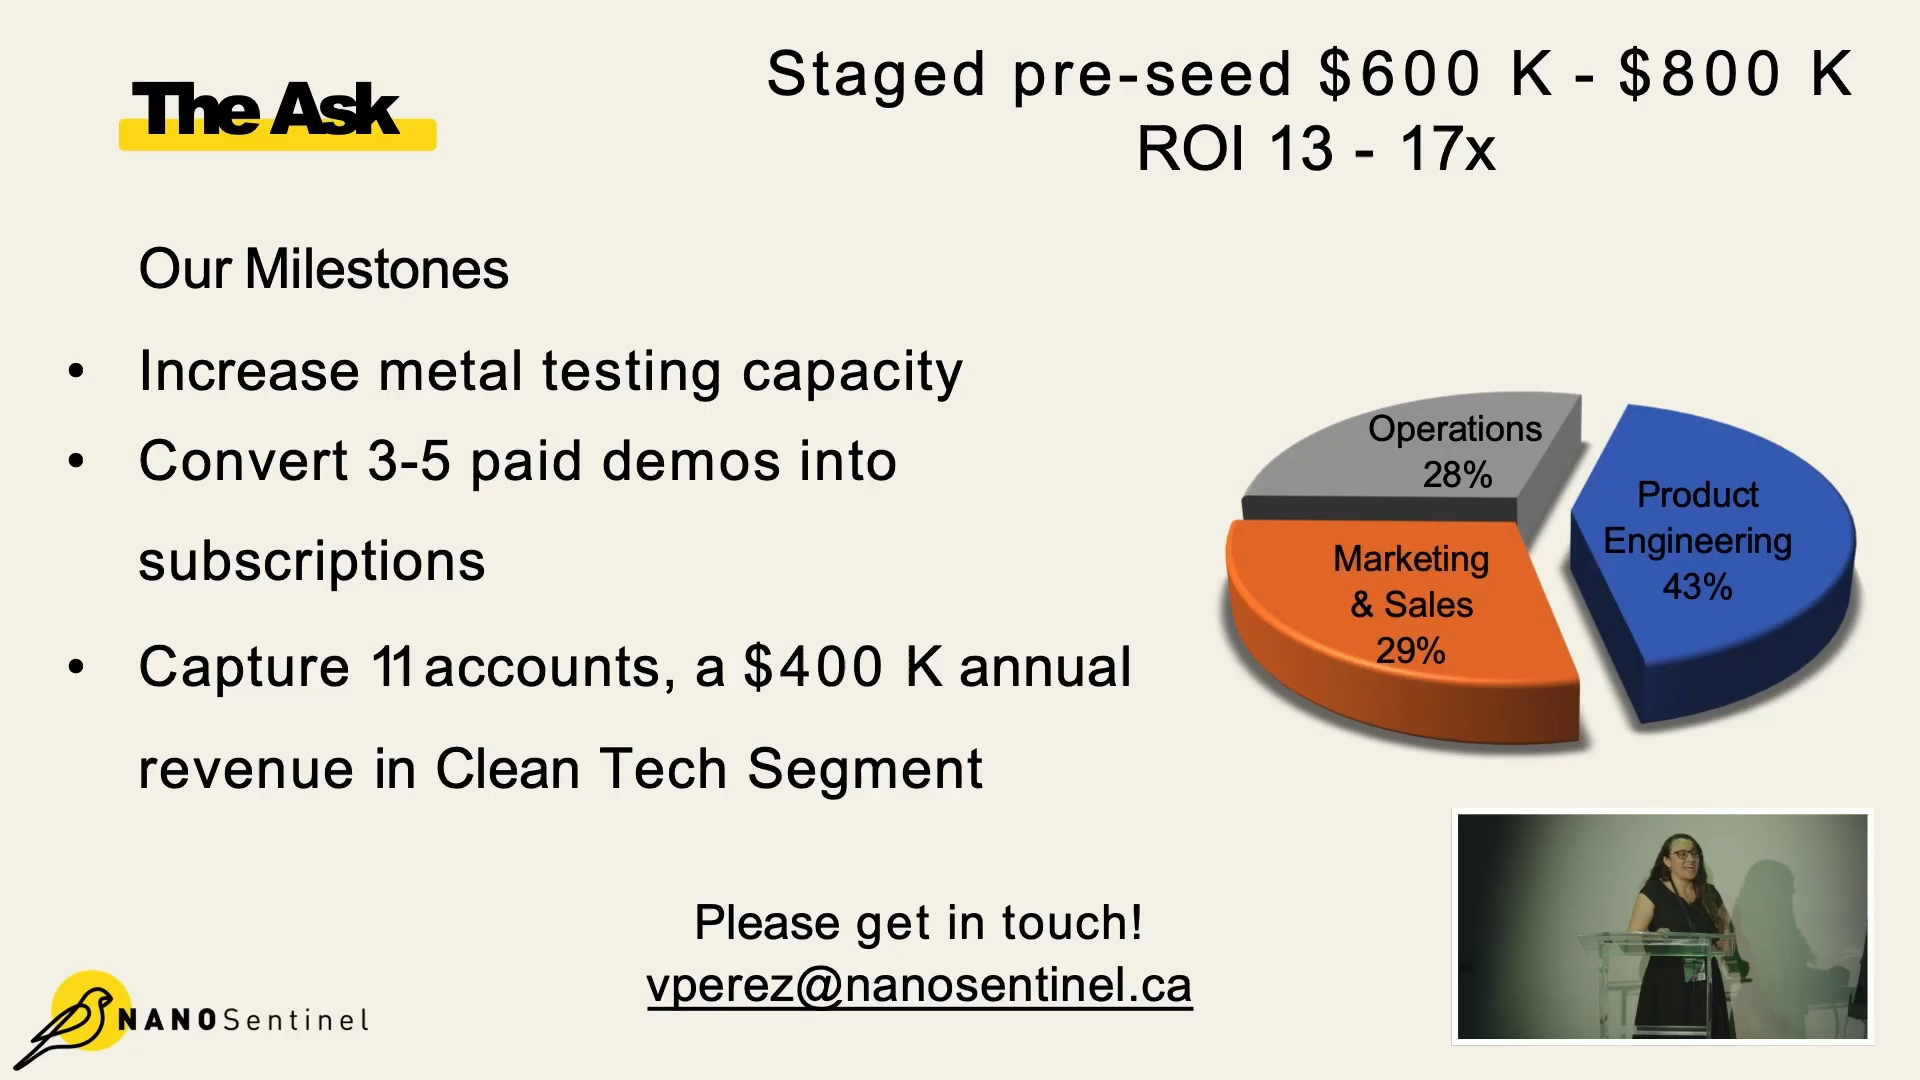 The Ask
Staged pre-seed $600 K - $800 K
ROI 13 - 17x
Our Milestones
• Increase metal testing capacity
• Convert 3-5 paid demos into
subscriptions
• Capture 11 accounts, a $400 K annual
revenue in Clean Tech Segment
Operations
28%
Product
Engineering
43%
Marketing
& Sales
29%
Please get in touch!
vperez@nanosentinel.ca
NANOSentinel